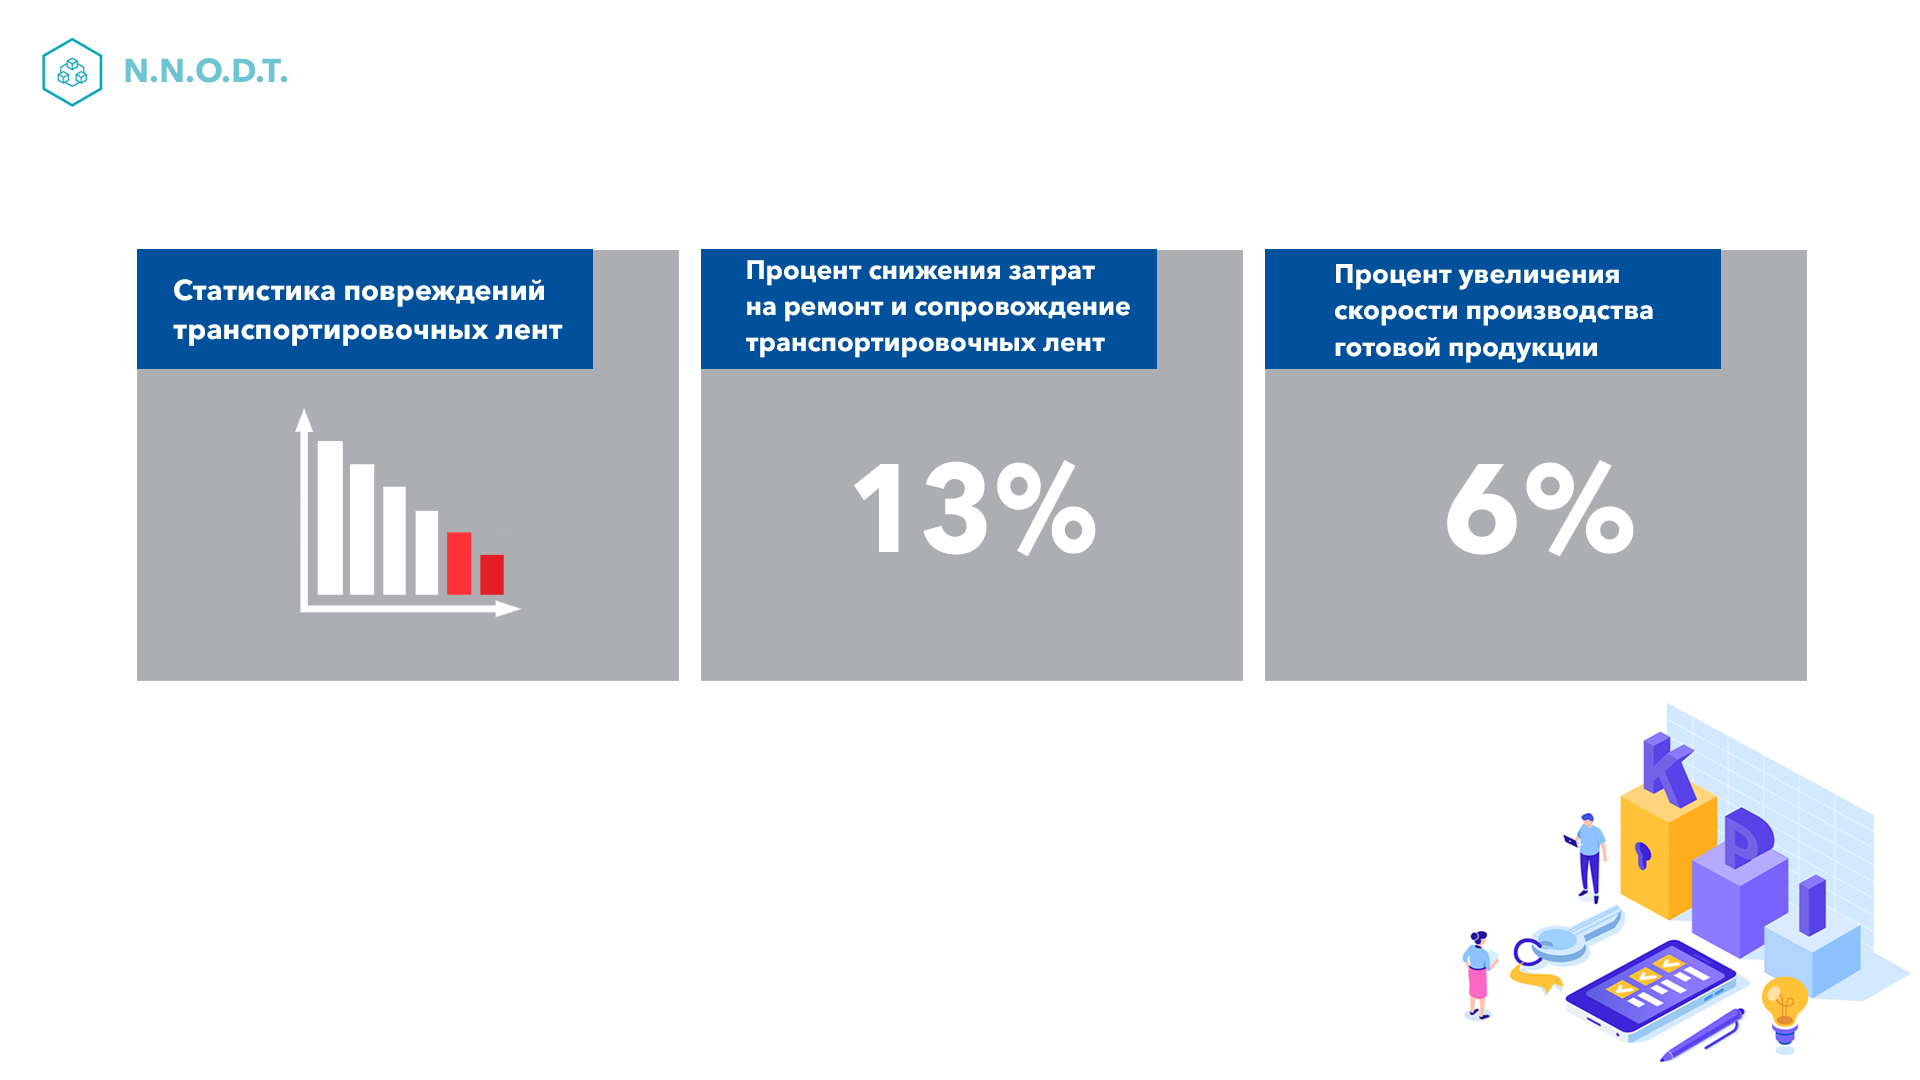 N.N.O.D.T.
Статистика повреждений
транспортировочных лент
Процент снижения затрат
на ремонт и сопровождение
транспортировочных лент
13%
Процент увеличения
скорости производства
готовой продукции
6%
K
P
I